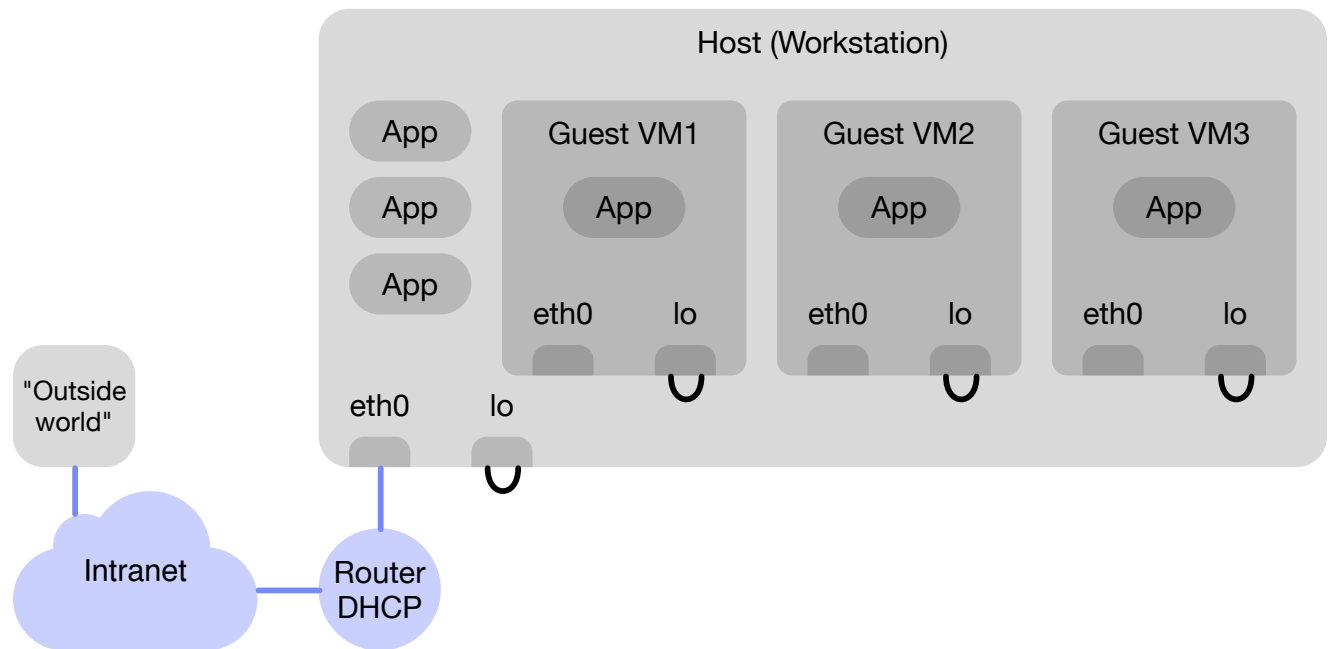 Host (Workstation)
App
App
App
Guest VM1
App
eth0 lo
Guest VM2
App
eth0 lo
Guest VM3
App
eth0 lo
eth0 lo
"Outside
world"
Intranet
Router
DHCP